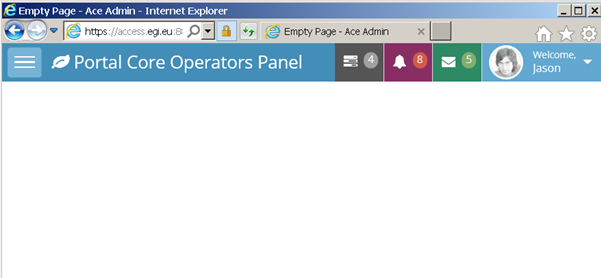 Empty Page - Ace Admin - Internet Explorer
https://access.egi.eu:8
Empty Page - Ace Admin
Portal Core Operators Panel
4
8
5
Welcome,
Jason